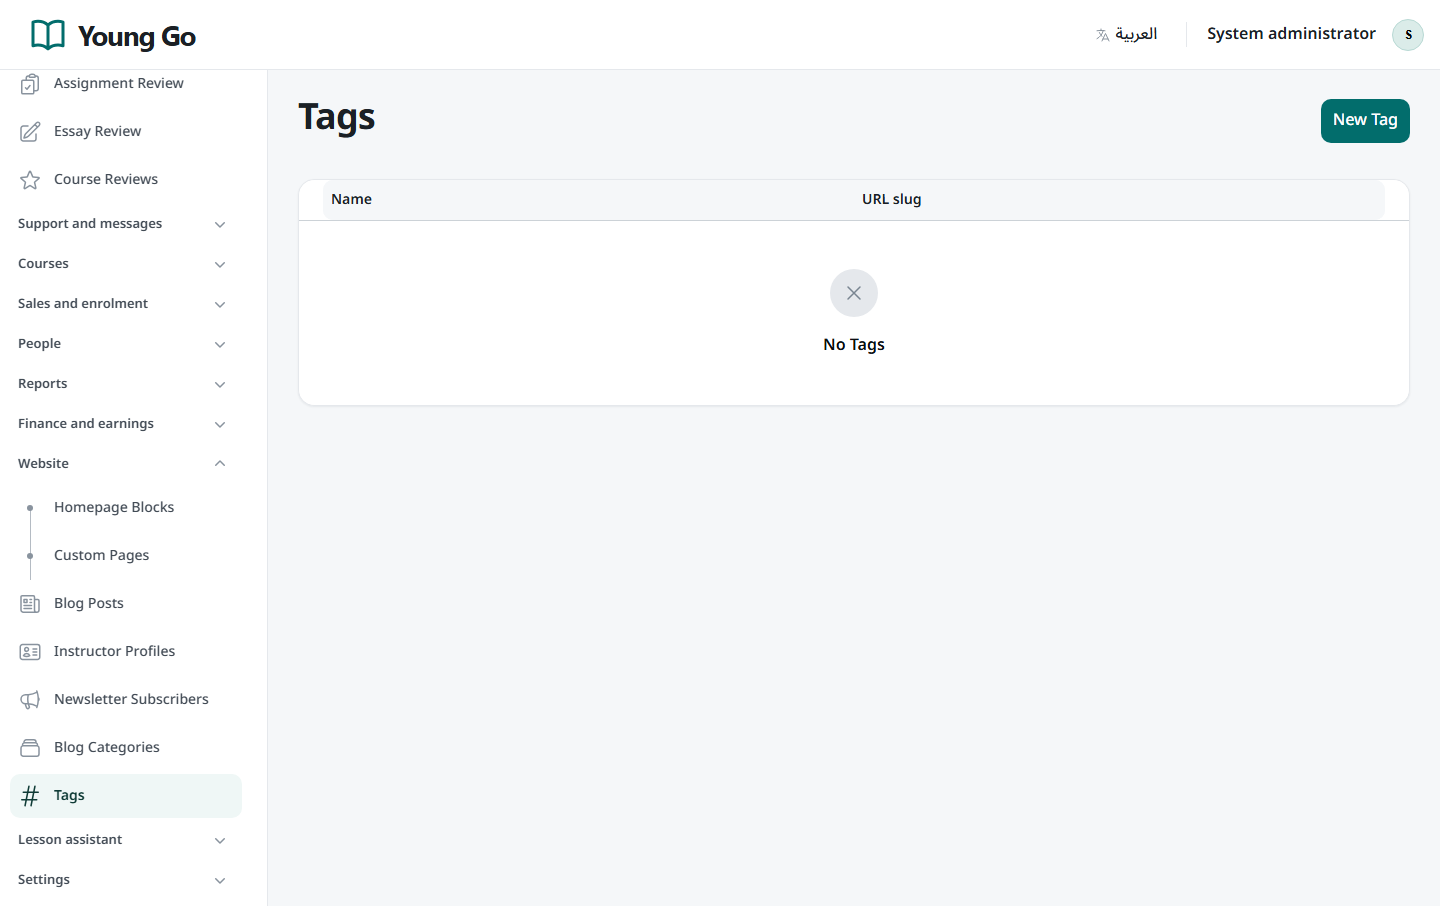 Young Go
العربية
System administrator
S
Assignment Review
Essay Review
Course Reviews
Support and messages
Courses
Sales and enrolment
People
Reports
Finance and earnings
Website
Homepage Blocks
Custom Pages
Blog Posts
Instructor Profiles
Newsletter Subscribers
Blog Categories
Tags
Lesson assistant
Settings
Tags
New Tag
Name
URL slug
No Tags